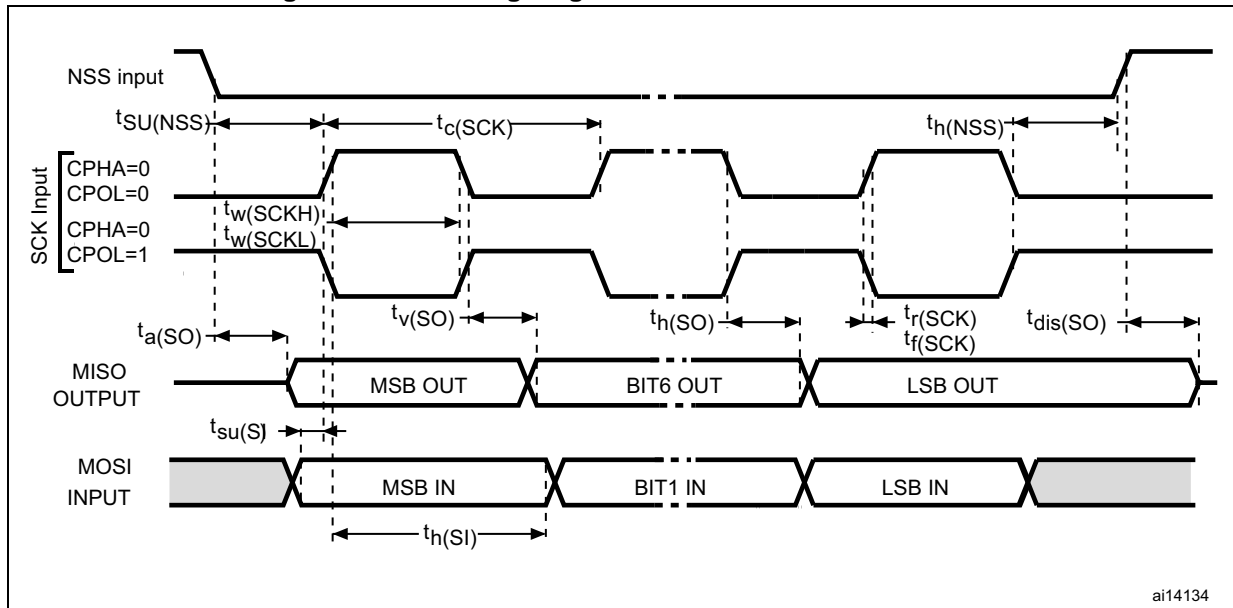 NSS input
tSU(NSS)
tc(SCK)
th(NSS)
SCK Input
CPHA=0
CPOL=0
tw(SCKH)
CPHA=0
tw(SCKL)
CPOL=1
tv(SO)
th(SO)
tr(SCK)
tf(SCK)
tdis(SO)
ta(SO)
MISO
OUTPUT
MSB OUT
BIT6 OUT
LSB OUT
tsu(SI)
MOSI
INPUT
MSB IN
BIT1 IN
LSB IN
th(SI)
ai14134